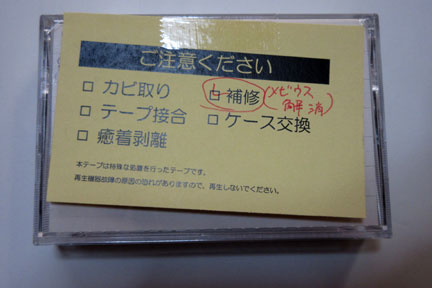 ご注意ください
□ カビ取り □ 補修 (メビウス
解消)
□ テープ接合 □ ケース交換
□ 癒着剥離
本テープは特殊な処置を行ったテープです。
再生機器故障の原因の恐れがありますので、再生しないでください。